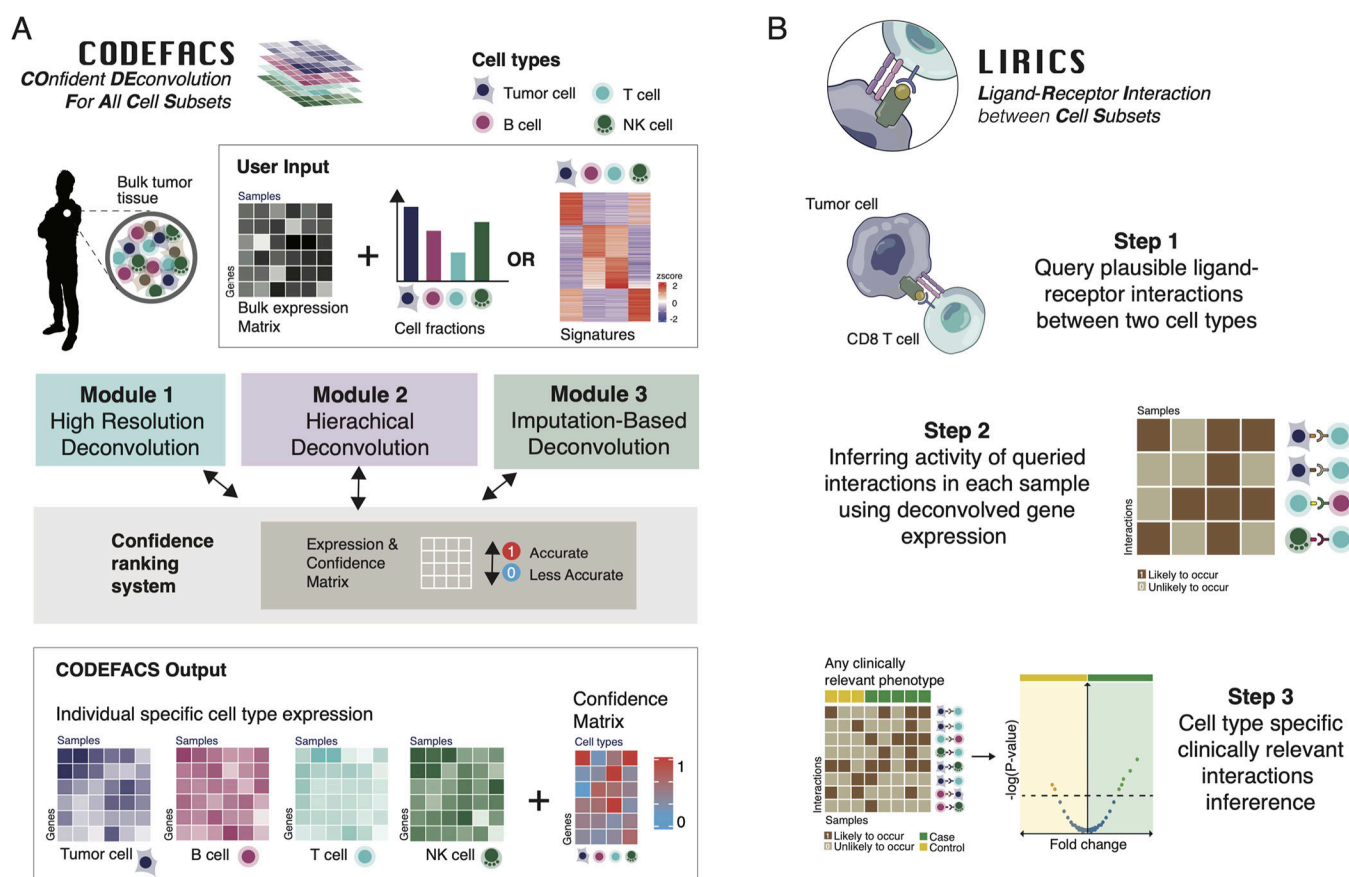 A
CODEFACS
COnfident DEconvolution
For All Cell Subsets
Cell types
Tumor cell
T cell
B cell
NK cell
Bulk tumor
tissue
User Input
Samples
Genes
Bulk expression
Matrix
+
Cell fractions
OR
zscore
2
0
-2
Signatures
Module 1
High Resolution
Deconvolution
Module 2
Hierachical
Deconvolution
Module 3
Imputation-Based
Deconvolution
Confidence
ranking
system
Expression &
Confidence
Matrix
1 Accurate
0 Less Accurate
CODEFACS Output
Individual specific cell type expression
Samples
Genes
Tumor cell
Samples
Genes
B cell
Samples
Genes
T cell
Samples
Genes
NK cell
+
Confidence
Matrix
Cell types
Genes
1
0
B
LIRICS
Ligand-Receptor Interaction
between Cell Subsets
Tumor cell
CD8 T cell
Step 1
Query plausible ligand-
receptor interactions
between two cell types
Step 2
Inferring activity of queried
interactions in each sample
using deconvolved gene
expression
Samples
Interactions
1 Likely to occur
0 Unlikely to occur
Any clinically
relevant phenotype
Interactions
Samples
1 Likely to occur
0 Unlikely to occur
Case
Control
-log(P-value)
Fold change
Step 3
Cell type specific
clinically relevant
interactions
infererence